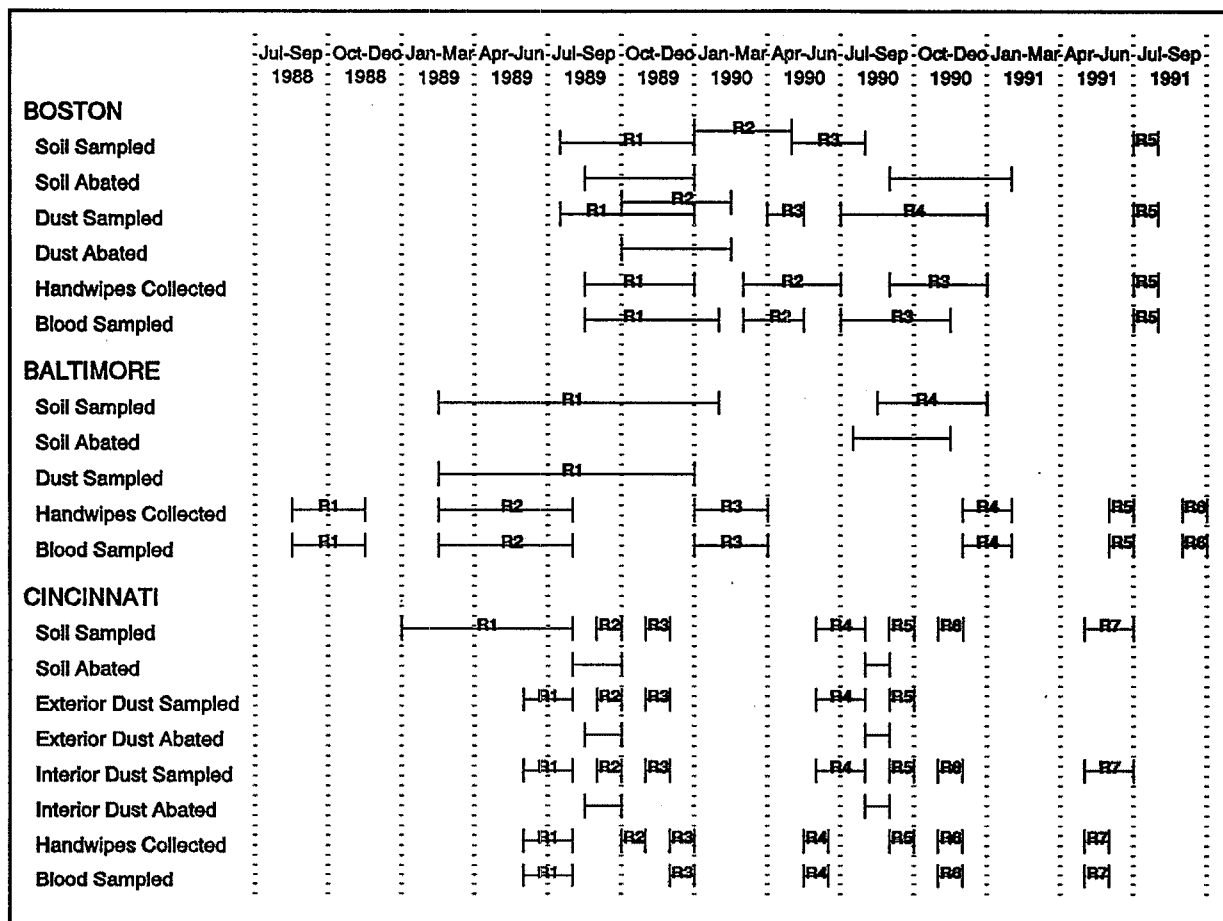 Jul-Sep Oct-Dec Jan-Mar Apr-Jun Jul-Sep Oct-Dec Jan-Mar Apr-Jun Jul-Sep Oct-Dec Jan-Mar Apr-Jun Jul-Sep
1988 1988 1989 1989 1989 1989 1990 1990 1990 1990 1991 1991 1991
BOSTON
Soil Sampled R1 R2 R3 R5
Soil Abated
Dust Sampled R1 R2 R3 R4 R5
Dust Abated
Handwipes Collected R1 R2 R3 R5
Blood Sampled R1 R2 R3 R5
BALTIMORE
Soil Sampled R1 R4
Soil Abated
Dust Sampled R1
Handwipes Collected R1 R2 R3 R4 R5 R6
Blood Sampled R1 R2 R3 R4 R5 R6
CINCINNATI
Soil Sampled R1 R2 R3 R4 R5 R6 R7
Soil Abated
Exterior Dust Sampled R1 R2 R3 R4 R5
Exterior Dust Abated
Interior Dust Sampled R1 R2 R3 R4 R5 R6 R7
Interior Dust Abated
Handwipes Collected R1 R2 R3 R4 R5 R6 R7
Blood Sampled R1 R3 R4 R6 R7